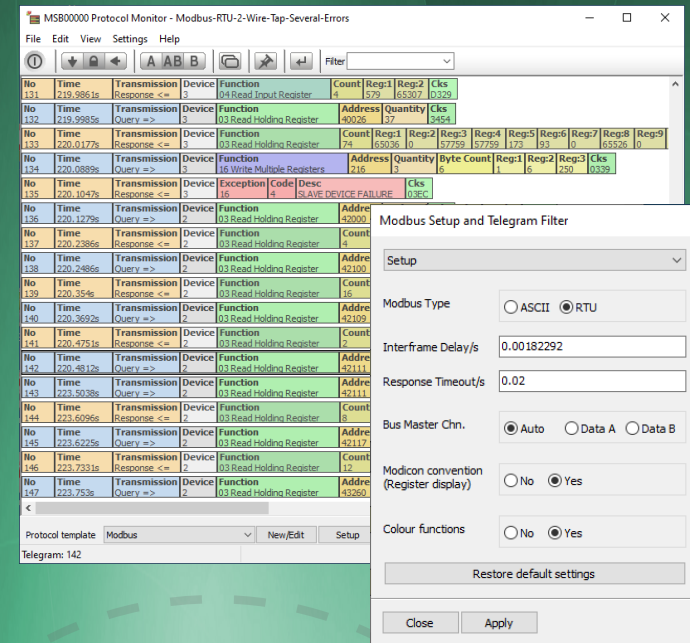 MSB00000 Protocol Monitor - Modbus-RTU-2-Wire-Tap-Several-Errors
File Edit View Settings Help
A AB B Filter
No Time Transmission Device Function Count Reg:1 Reg:2 Cks
131 219.9861s Response <= 3 04 Read Input Register 4 579 65307 D329
No Time Transmission Device Function Address Quantity Cks
132 219.9985s Query => 3 03 Read Holding Register 40026 37 3454
No Time Transmission Device Function Count Reg:1 Reg:2 Reg:3 Reg:4 Reg:5 Reg:6 Reg:7 Reg:8 Reg:9
133 220.0177s Response <= 3 03 Read Holding Register 74 65036 0 57759 57759 173 93 0 65526 0
No Time Transmission Device Function Address Quantity Byte Count Reg:1 Reg:2 Reg:3 Cks
134 220.0889s Query => 3 16 Write Multiple Registers 216 3 6 1 6 250 0339
No Time Transmission Device Exception Code Desc Cks
135 220.1047s Response <= 3 16 4 SLAVE DEVICE FAILURE 03EC
No Time Transmission Device Function Addre
136 220.1279s Query => 2 03 Read Holding Register 42000
No Time Transmission Device Function Count
137 220.2386s Response <= 2 03 Read Holding Register 4
No Time Transmission Device Function Addre
138 220.2486s Query => 2 03 Read Holding Register 42100
No Time Transmission Device Function Count
139 220.354s Response <= 2 03 Read Holding Register 16
No Time Transmission Device Function Addre
140 220.3692s Query => 2 03 Read Holding Register 42109
No Time Transmission Device Function Count
141 220.4751s Response <= 2 03 Read Holding Register 2
No Time Transmission Device Function Addre
142 220.4812s Query => 2 03 Read Holding Register 42111
No Time Transmission Device Function Addre
143 223.5038s Query => 2 03 Read Holding Register 42111
No Time Transmission Device Function Count
144 223.6096s Response <= 2 03 Read Holding Register 8
No Time Transmission Device Function Addre
145 223.6225s Query => 2 03 Read Holding Register 42117
No Time Transmission Device Function Count
146 223.7331s Response <= 2 03 Read Holding Register 12
No Time Transmission Device Function Addre
147 223.753s Query => 2 03 Read Holding Register 43260
Protocol template Modbus New/Edit Setup
Telegram: 142
Modbus Setup and Telegram Filter
Setup
Modbus Type ASCII RTU
Interframe Delay/s 0.00182292
Response Timeout/s 0.02
Bus Master Chn. Auto Data A Data B
Modicon convention
(Register display) No Yes
Colour functions No Yes
Restore default settings
Close Apply